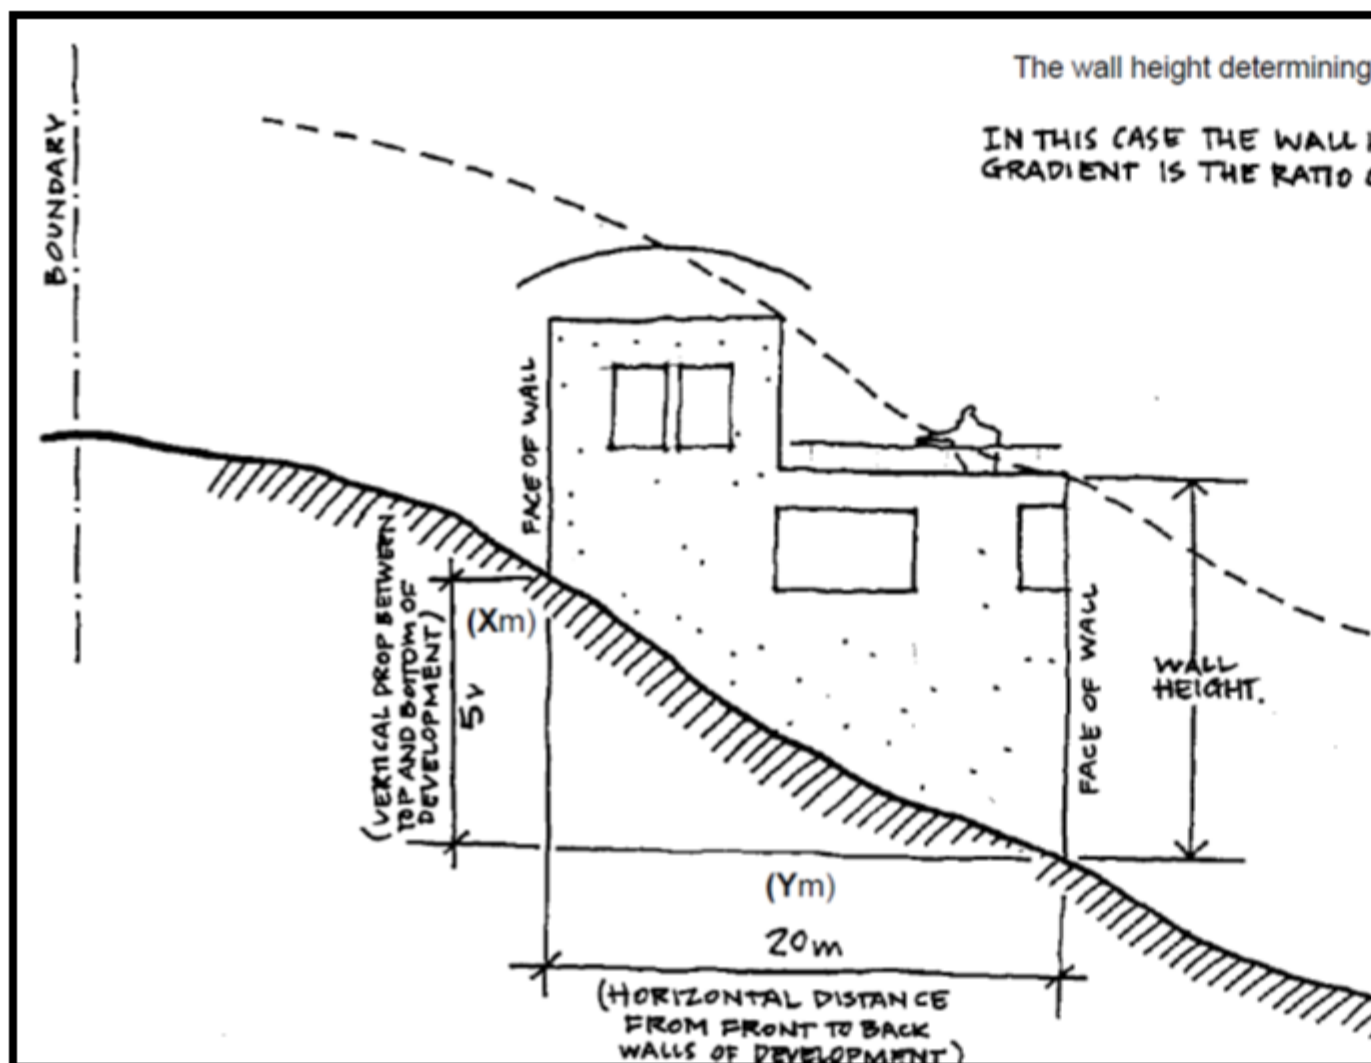 The wall height determining
IN THIS CASE THE WALL
GRADIENT IS THE RATIO
BOUNDARY
FACE OF WALL
(VERTICAL DROP BETWEEN
TOP AND BOTTOM OF
DEVELOPMENT)
5v
(Xm)
FACE OF WALL
WALL
HEIGHT.
(Ym)
20m
(HORIZONTAL DISTANCE
FROM FRONT TO BACK
WALLS OF DEVELOPMENT)